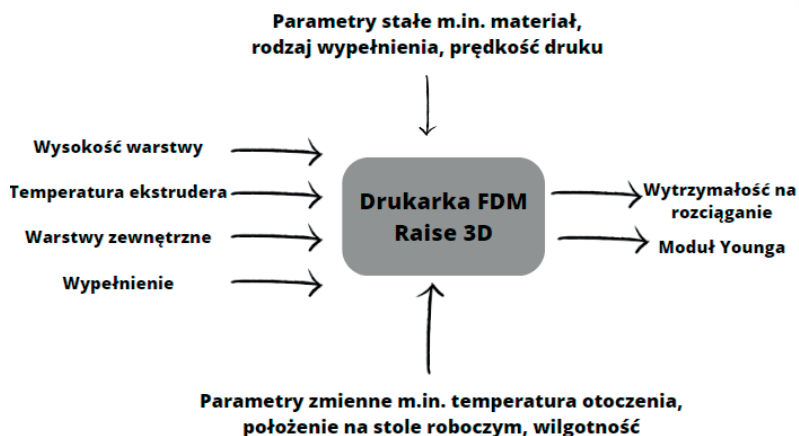 Parametry stałe m.in. materiał,
rodzaj wypełnienia, prędkość druku
Wysokość warstwy
Temperatura ekstrudera
Warstwy zewnętrzne
Wypełnienie
Drukarka FDM
Raise 3D
Wytrzymałość na
rozciąganie
Moduł Younga
Parametry zmienne m.in. temperatura otoczenia,
położenie na stole roboczym, wilgotność